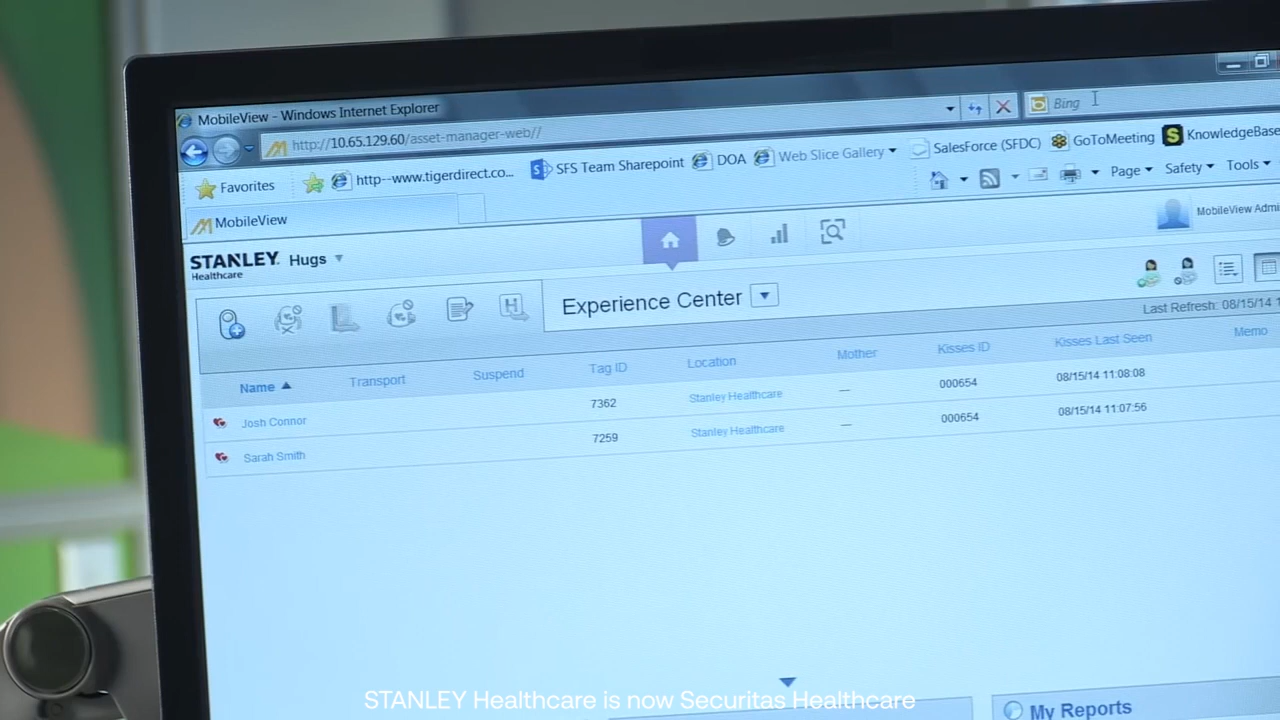 MobileView - Windows Internet Explorer
http://10.65.129.60/asset-manager-web//
Bing
Favorites
http--www.tigerdirect.co...
SFS Team Sharepoint
DOA
Web Slice Gallery
SalesForce (SFDC)
GoToMeeting
KnowledgeBase
MobileView
Page
Safety
Tools
STANLEY
Healthcare
Hugs
MobileView Admi
Experience Center
Last Refresh: 08/15/14 1
Name Transport Suspend Tag ID Location Mother Kisses ID Kisses Last Seen Memo
Josh Connor 7362 Stanley Healthcare — 000654 08/15/14 11:08:08
Sarah Smith 7259 Stanley Healthcare — 000654 08/15/14 11:07:56
My Reports
STANLEY Healthcare is now Securitas Healthcare